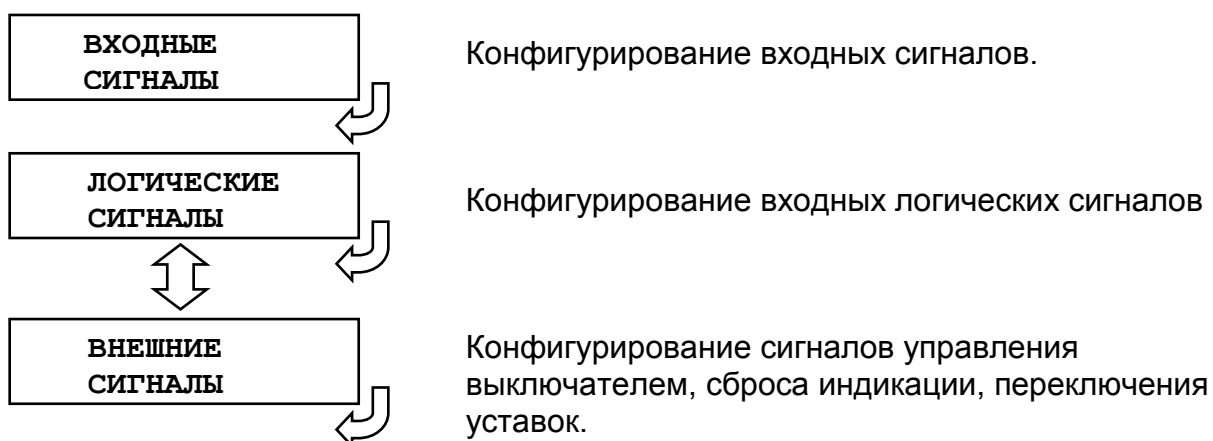 ВХОДНЫЕ
СИГНАЛЫ
Конфигурирование входных сигналов.
ЛОГИЧЕСКИЕ
СИГНАЛЫ
Конфигурирование входных логических сигналов
ВНЕШНИЕ
СИГНАЛЫ
Конфигурирование сигналов управления
выключателем, сброса индикации, переключения
уставок.